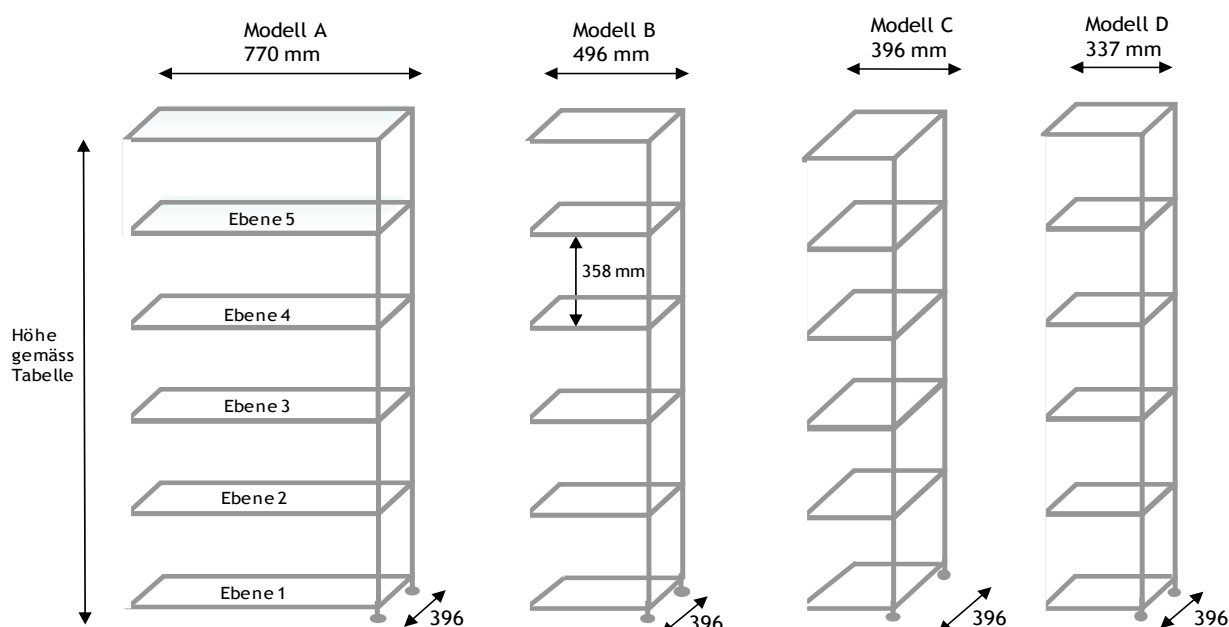 Modell A
770 mm
Modell B
496 mm
Modell C
396 mm
Modell D
337 mm
Ebene 5
358 mm
Ebene 4
Höhe
gemäss
Tabelle
Ebene 3
Ebene 2
Ebene 1
396
396
396
396